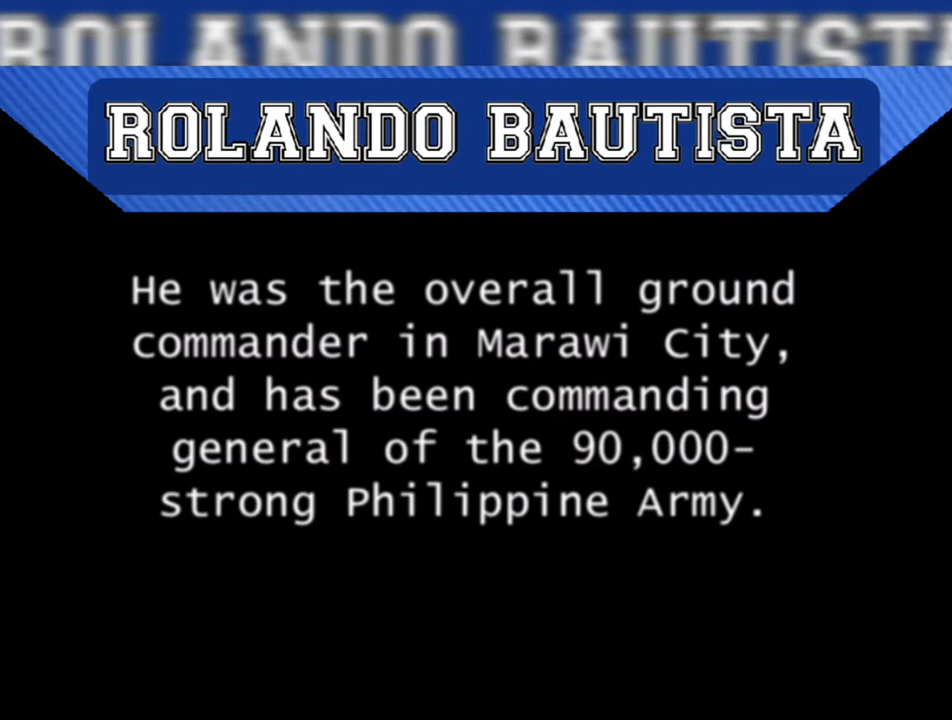 ROLANDO BAUTISTA
ROLANDO BAUTISTA
He was the overall ground
commander in Marawi City,
and has been commanding
general of the 90,000-
strong Philippine Army.